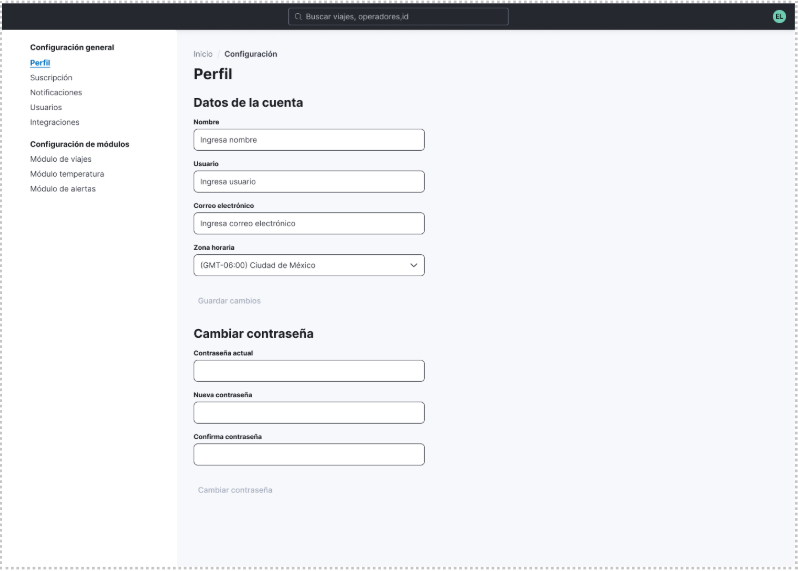 Buscar viajes, operadores,id
EL
Configuración general
Perfil
Suscripción
Notificaciones
Usuarios
Integraciones
Configuración de módulos
Módulo de viajes
Módulo temperatura
Módulo de alertas
Inicio / Configuración
Perfil
Datos de la cuenta
Nombre
Ingresa nombre
Usuario
Ingresa usuario
Correo electrónico
Ingresa correo electrónico
Zona horaria
(GMT-06:00) Ciudad de México
Guardar cambios
Cambiar contraseña
Contraseña actual
Nueva contraseña
Confirma contraseña
Cambiar contraseña